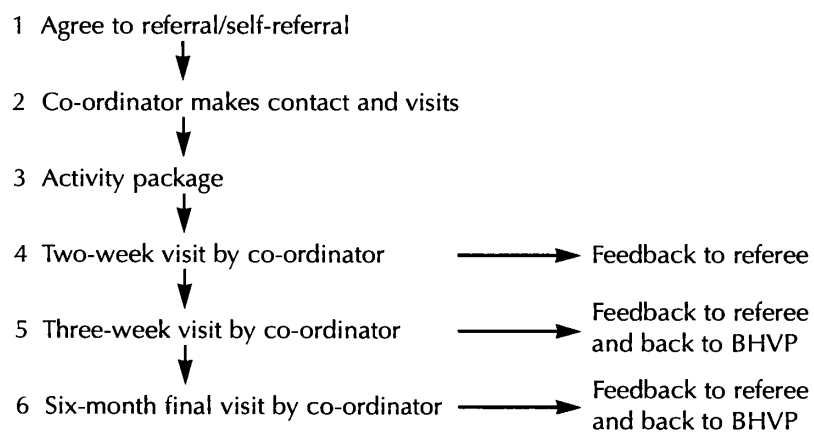 1 Agree to referral/self-referral
2 Co-ordinator makes contact and visits
3 Activity package
4 Two-week visit by co-ordinator
Feedback to referee
5 Three-week visit by co-ordinator
Feedback to referee
and back to BHVP
6 Six-month final visit by co-ordinator
Feedback to referee
and back to BHVP